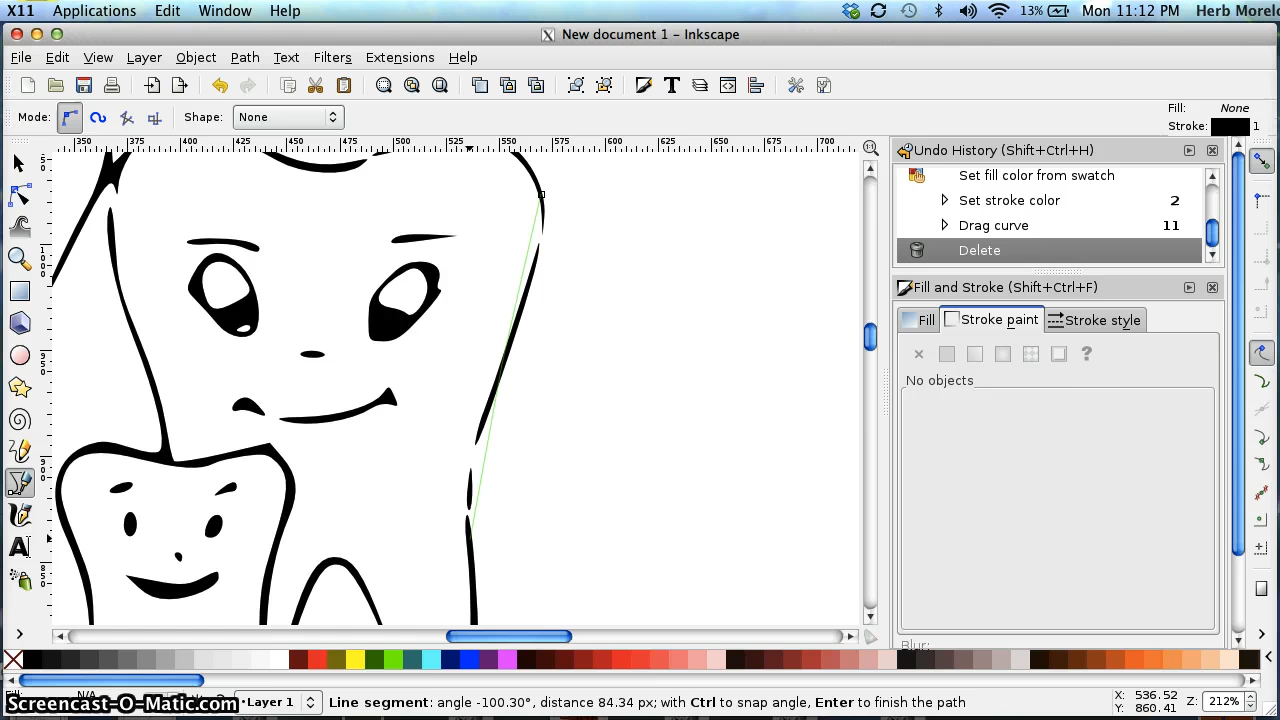 X11 Applications Edit Window Help 13% Mon 11:12 PM Herb Morelo
New document 1 - Inkscape
File Edit View Layer Object Path Text Filters Extensions Help
Mode: Shape: None
Fill: None
Stroke: 1
350 375 400 425 450 475 500 525 550 575 600 625 650 675 700
Undo History (Shift+Ctrl+H)
Set fill color from swatch
Set stroke color 2
Drag curve 11
Delete
Fill and Stroke (Shift+Ctrl+F)
Fill Stroke paint Stroke style
No objects
Blur:
N/A
Layer 1 Line segment: angle -100.30°, distance 84.34 px; with Ctrl to snap angle, Enter to finish the path
X: 536.52
Y: 860.41
Z: 212%
Screencast-O-Matic.com